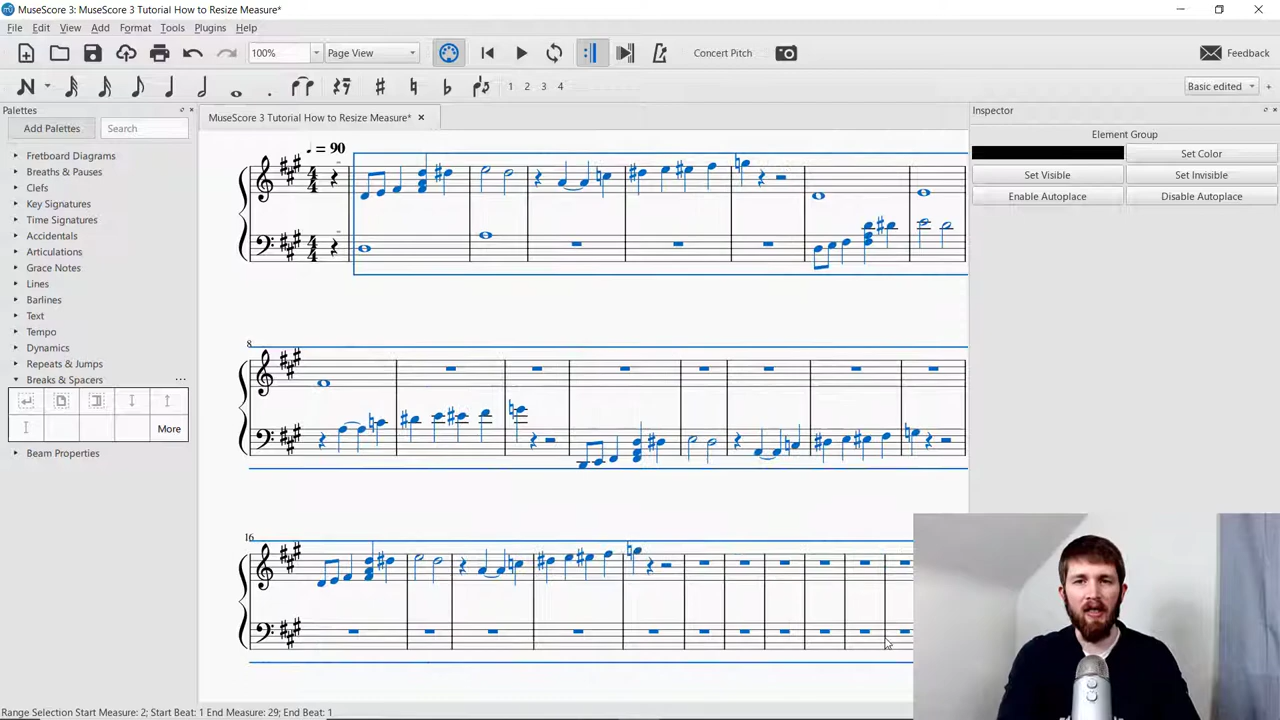 MuseScore 3: MuseScore 3 Tutorial How to Resize Measure*
File Edit View Add Format Tools Plugins Help
100% Page View Concert Pitch Feedback
1 2 3 4 Basic edited +
Palettes
Add Palettes Search
Fretboard Diagrams
Breaths & Pauses
Clefs
Key Signatures
Time Signatures
Accidentals
Articulations
Grace Notes
Lines
Barlines
Text
Tempo
Dynamics
Repeats & Jumps
Breaks & Spacers ...
More
Beam Properties
MuseScore 3 Tutorial How to Resize Measure*
= 90
8
16
Inspector
Element Group
Set Color
Set Visible Set Invisible
Enable Autoplace Disable Autoplace
Range Selection Start Measure: 2; Start Beat: 1 End Measure: 29; End Beat: 1